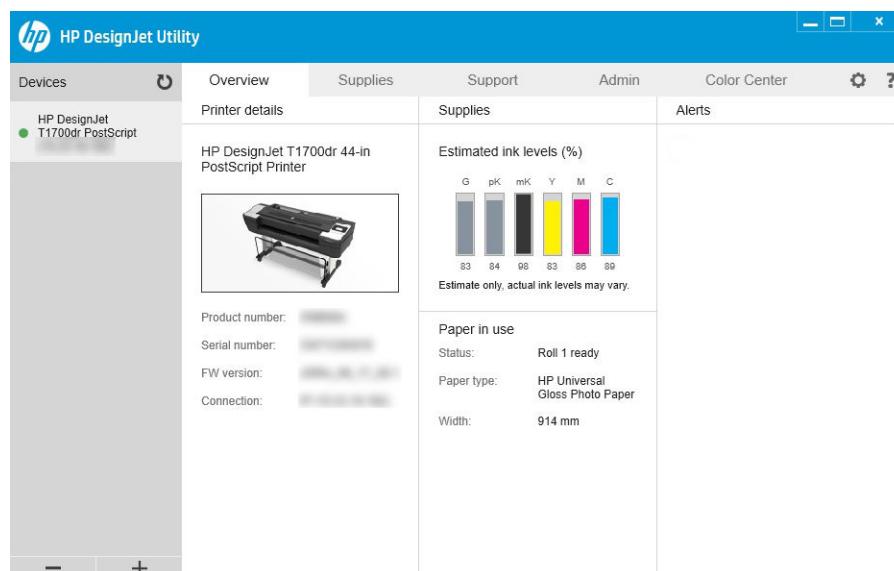 hp HP DesignJet Utility
Devices
HP DesignJet
T1700dr PostScript
Overview Supplies Support Admin Color Center ?
Printer details
HP DesignJet T1700dr 44-in
PostScript Printer
Product number:
Serial number:
FW version:
Connection:
Supplies
Estimated ink levels (%)
G pK mK Y M C
83 84 98 83 86 89
Estimate only, actual ink levels may vary.
Paper in use
Status: Roll 1 ready
Paper type: HP Universal
Gloss Photo Paper
Width: 914 mm
Alerts